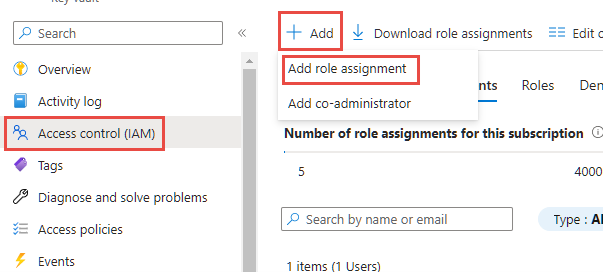 Key Vault
Search
«
Add
Download role assignments
Edit c
Add role assignment
Add co-administrator
nts
Roles
Den
Overview
Activity log
Access control (IAM)
Tags
Diagnose and solve problems
Access policies
Events
Number of role assignments for this subscription
5
4000
Search by name or email
Type : Al
1 items (1 Users)